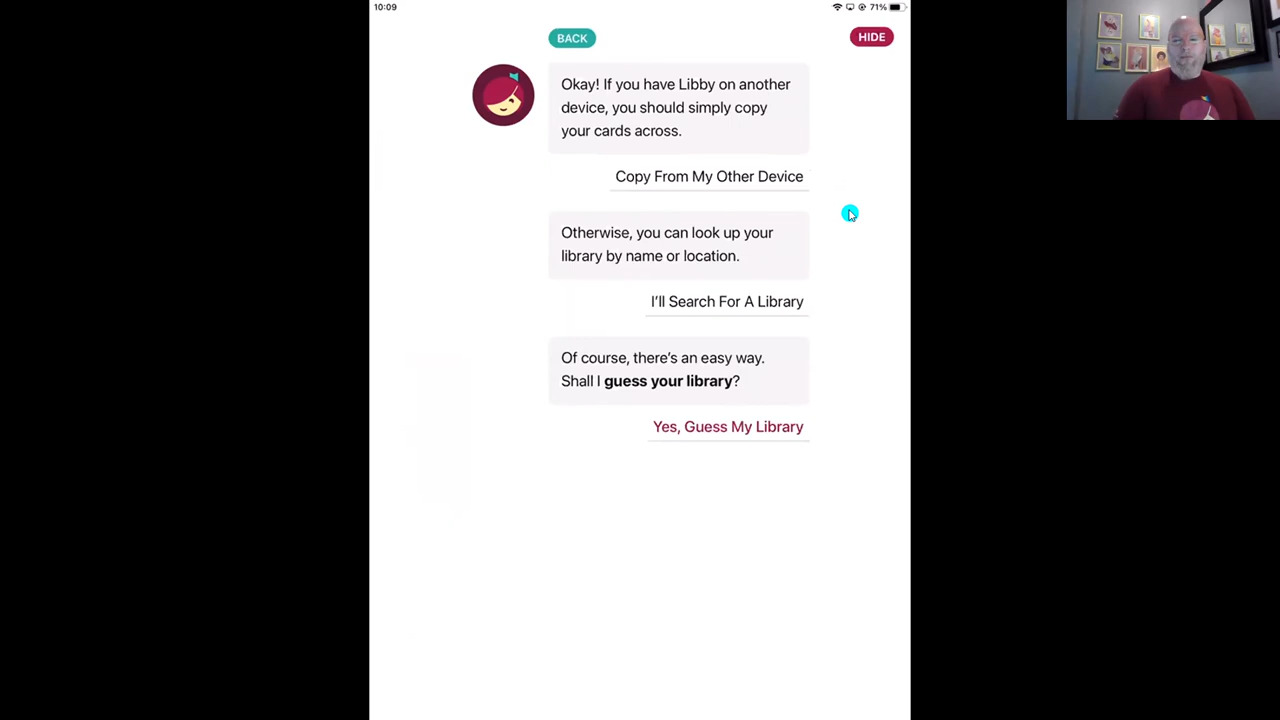 10:09
71%
BACK
HIDE
Okay! If you have Libby on another
device, you should simply copy
your cards across.
Copy From My Other Device
Otherwise, you can look up your
library by name or location.
I'll Search For A Library
Of course, there's an easy way.
Shall I guess your library?
Yes, Guess My Library